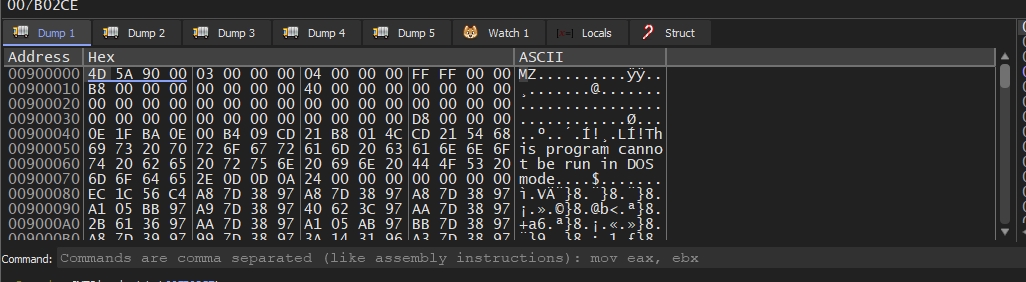 00/B02CE
Dump 1 Dump 2 Dump 3 Dump 4 Dump 5 Watch 1 [x=] Locals Struct
Address Hex ASCII
00900000 4D 5A 90 00 03 00 00 00 04 00 00 00 FF FF 00 00 MZ..........ÿÿ..
00900010 B8 00 00 00 00 00 00 00 40 00 00 00 00 00 00 00 ¸.......@.......
00900020 00 00 00 00 00 00 00 00 00 00 00 00 00 00 00 00 ................
00900030 00 00 00 00 00 00 00 00 00 00 00 00 D8 00 00 00 ............Ø...
00900040 0E 1F BA 0E 00 B4 09 CD 21 B8 01 4C CD 21 54 68 ..º..´.Í!¸.LÍ!Th
00900050 69 73 20 70 72 6F 67 72 61 6D 20 63 61 6E 6E 6F is program canno
00900060 74 20 62 65 20 72 75 6E 20 69 6E 20 44 4F 53 20 t be run in DOS
00900070 6D 6F 64 65 2E 0D 0D 0A 24 00 00 00 00 00 00 00 mode....$.......
00900080 EC 1C 56 C4 A8 7D 38 97 A8 7D 38 97 A8 7D 38 97 ì.VÄ¨}8.¨}8.¨}8.
00900090 A1 05 BB 97 A9 7D 38 97 40 62 3C 97 AA 7D 38 97 ¡.».©}8.@b<.ª}8.
009000A0 2B 61 36 97 AA 7D 38 97 A1 05 AB 97 BB 7D 38 97 +a6.ª}8.¡.«.»}8.
009000B0 A8 7D 39 97 99 7D 38 97 3A 14 31 96 A3 7D 38 97 ¨}9..}8.:.1.£}8.
Command: Commands are comma separated (like assembly instructions): mov eax, ebx